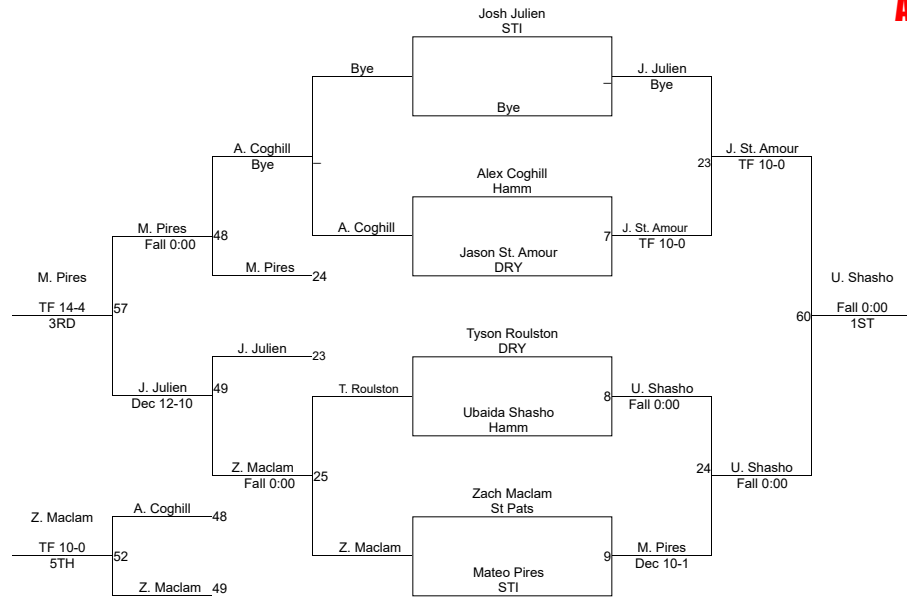 Josh Julien
STI
Bye
J. Julien
Bye
Bye
A. Coghill
Bye
J. St. Amour
23
TF 10-0
Alex Coghill
Hamm
M. Pires
Fall 0:00
48
A. Coghill
7
J. St. Amour
TF 10-0
Jason St. Amour
DRY
M. Pires
24
M. Pires
TF 14-4
3RD
57
U. Shasho
Fall 0:00
1ST
60
Tyson Roulston
DRY
J. Julien
23
J. Julien
Dec 12-10
49
T. Roulston
8
U. Shasho
Fall 0:00
Ubaida Shasho
Hamm
Z. Maclam
Fall 0:00
25
24
U. Shasho
Fall 0:00
Zach Maclam
St Pats
Z. Maclam
TF 10-0
5TH
A. Coghill
48
52
Z. Maclam
9
M. Pires
Dec 10-1
Mateo Pires
STI
Z. Maclam
49